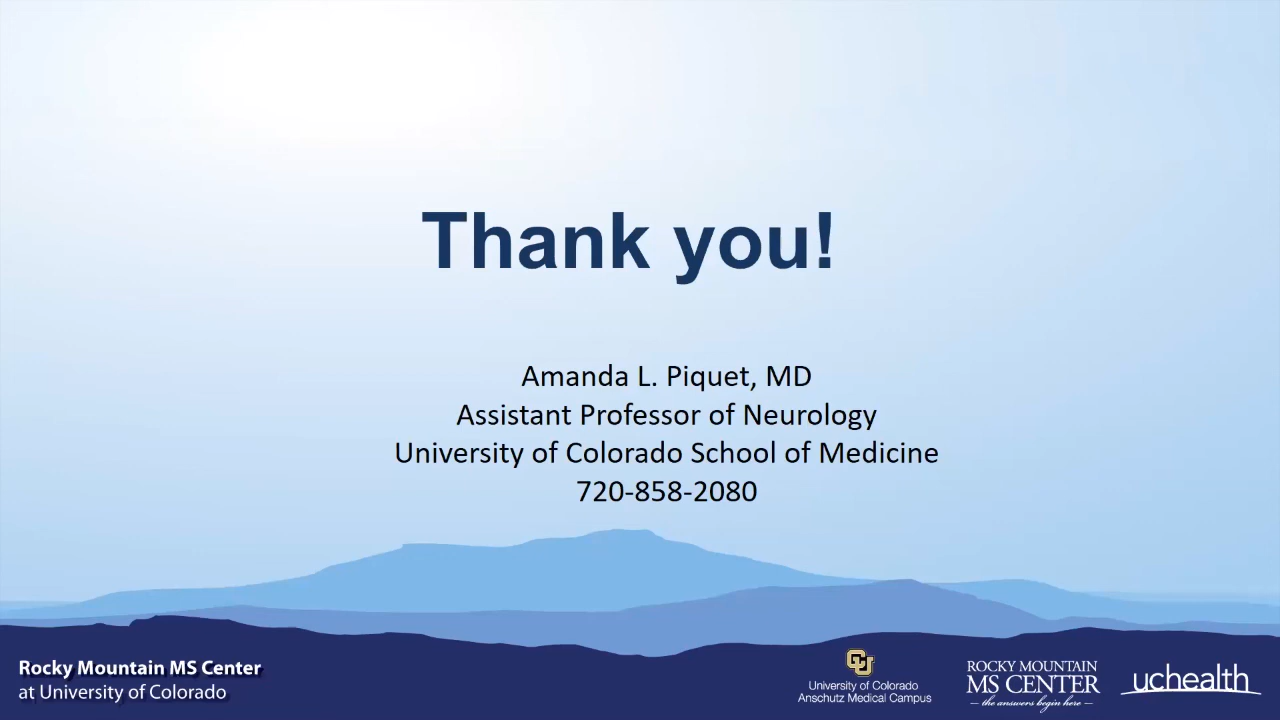 Thank you!
Amanda L. Piquet, MD
Assistant Professor of Neurology
University of Colorado School of Medicine
720-858-2080
Rocky Mountain MS Center
at University of Colorado
CU
University of Colorado
Anschutz Medical Campus
ROCKY MOUNTAIN
MS CENTER
— the answers begin here —
uchealth